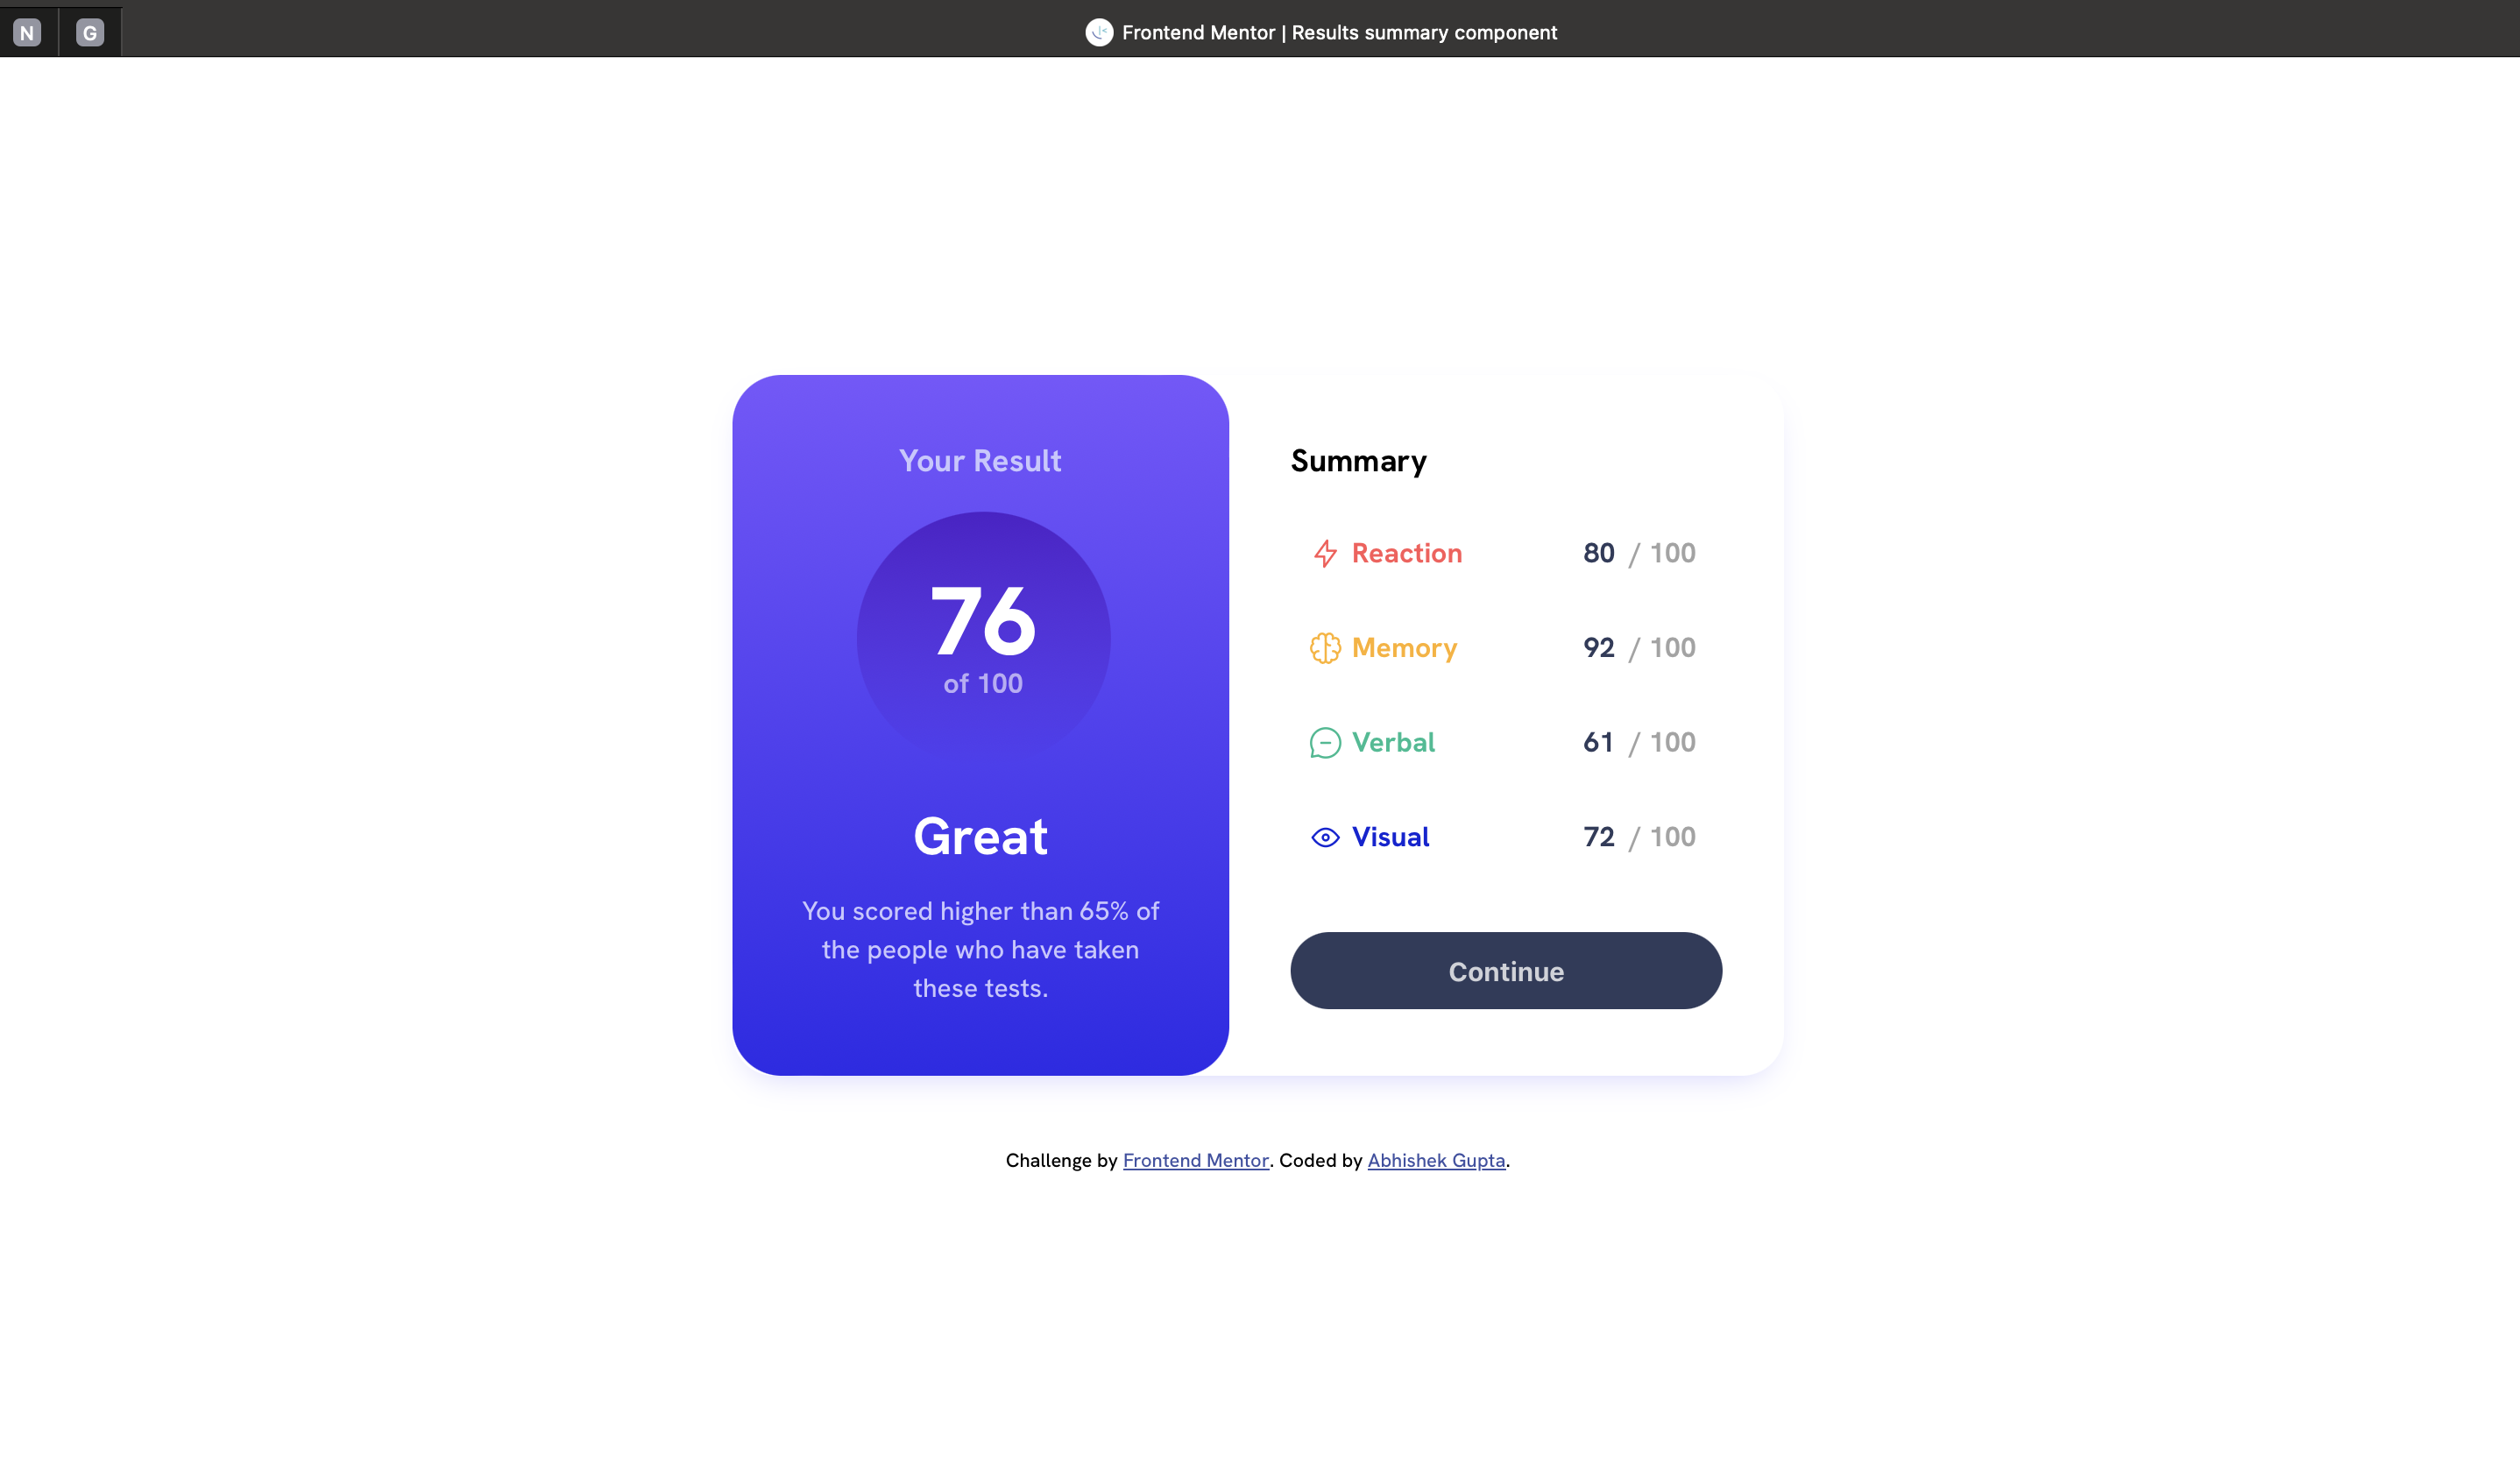 N
G
Frontend Mentor | Results summary component
Your Result
76
of 100
Great
You scored higher than 65% of
the people who have taken
these tests.
Summary
Reaction 80 / 100
Memory 92 / 100
Verbal 61 / 100
Visual 72 / 100
Continue
Challenge by Frontend Mentor. Coded by Abhishek Gupta.